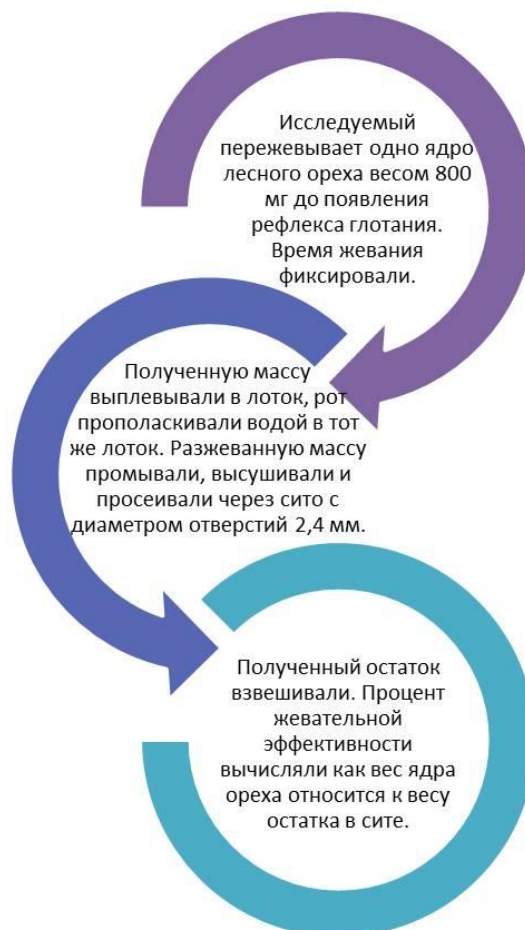 Исследуемый
пережевывает одно ядро
лесного ореха весом 800
мг до появления
рефлекса глотания.
Время жевания
фиксировали.
Полученную массу
выплевывали в лоток, рот
прополаскивали водой в тот
же лоток. Разжеванную массу
промывали, высушивали и
просеивали через сито с
диаметром отверстий 2,4 мм.
Полученный остаток
взвешивали. Процент
жевательной
эффективности
вычисляли как вес ядра
ореха относится к весу
остатка в сите.